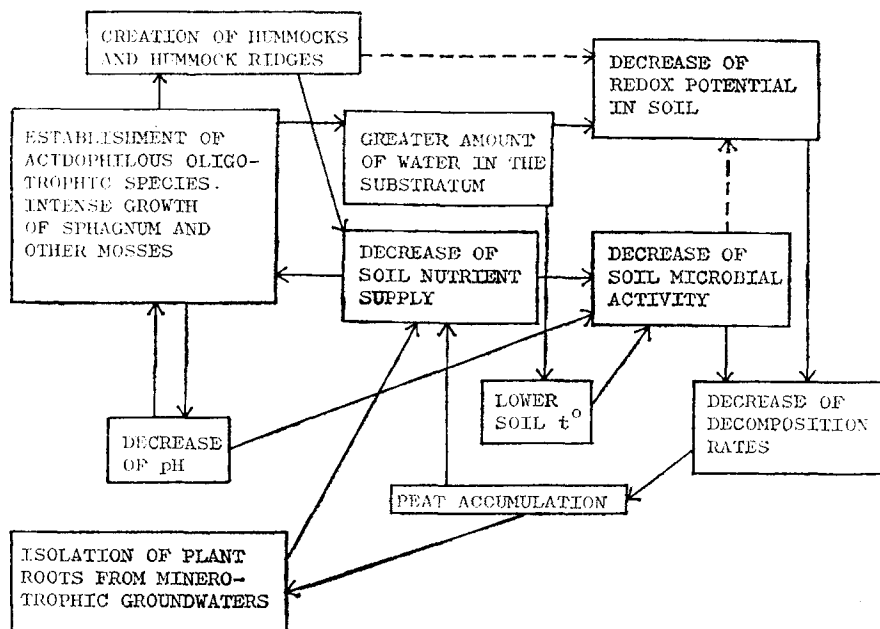 CREATION OF HUMMOCKS
AND HUMMOCK RIDGES
DECREASE OF
REDOX POTENTIAL
IN SOIL
ESTABLISHMENT OF
ACIDOPHILOUS OLIGO-
TROPHIC SPECIES.
INTENSE GROWTH
OF SPHAGNUM AND
OTHER MOSSES
GREATER AMOUNT
OF WATER IN THE
SUBSTRATUM
DECREASE OF
SOIL NUTRIENT
SUPPLY
DECREASE OF
SOIL MICROBIAL
ACTIVITY
DECREASE
OF pH
LOWER
SOIL t°
DECREASE OF
DECOMPOSITION
RATES
PEAT ACCUMULATION
ISOLATION OF PLANT
ROOTS FROM MINERO-
TROPHIC GROUNDWATERS